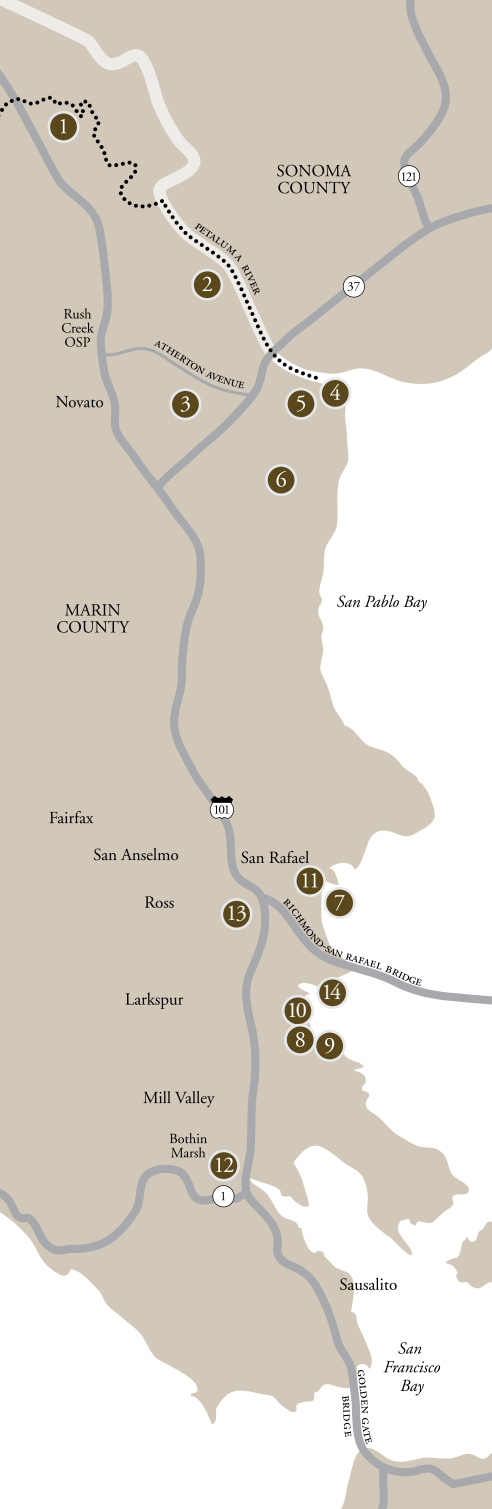 1
SONOMA
COUNTY
121
PETALUMA RIVER
2
37
Rush
Creek
OSP
ATHERTON AVENUE
Novato
3
5
4
6
San Pablo Bay
MARIN
COUNTY
101
Fairfax
San Anselmo
San Rafael
11
Ross
13
7
RICHMOND-SAN RAFAEL BRIDGE
Larkspur
14
10
8
9
Mill Valley
Bothin
Marsh
12
1
Sausalito
San
Francisco
Bay
GOLDEN GATE
BRIDGE